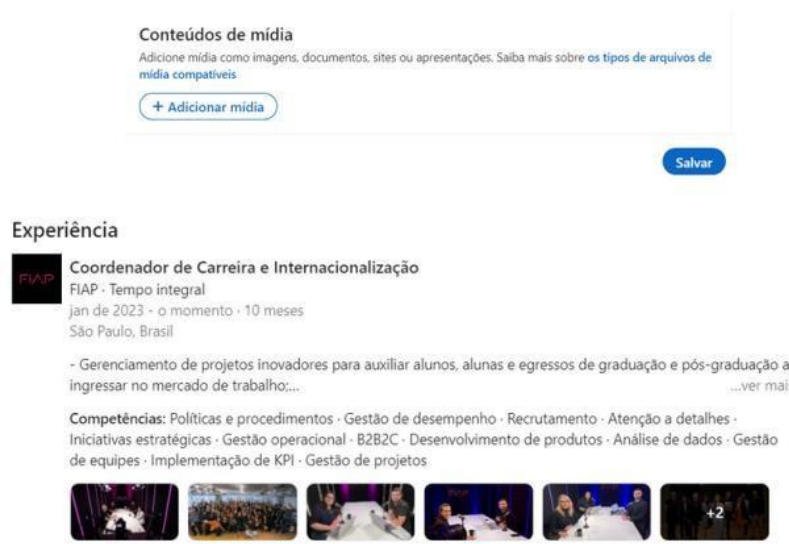 Conteúdos de mídia
Adicione mídia como imagens, documentos, sites ou apresentações. Saiba mais sobre os tipos de arquivos de
mídia compatíveis
+ Adicionar mídia
Salvar
Experiência
FIAP
Coordenador de Carreira e Internacionalização
FIAP · Tempo integral
jan de 2023 - o momento · 10 meses
São Paulo, Brasil
- Gerenciamento de projetos inovadores para auxiliar alunos, alunas e egressos de graduação e pós-graduação a
ingressar no mercado de trabalho;... ...ver mais
Competências: Políticas e procedimentos · Gestão de desempenho · Recrutamento · Atenção a detalhes ·
Iniciativas estratégicas · Gestão operacional · B2B2C · Desenvolvimento de produtos · Análise de dados · Gestão
de equipes · Implementação de KPI · Gestão de projetos
FIAP
+2